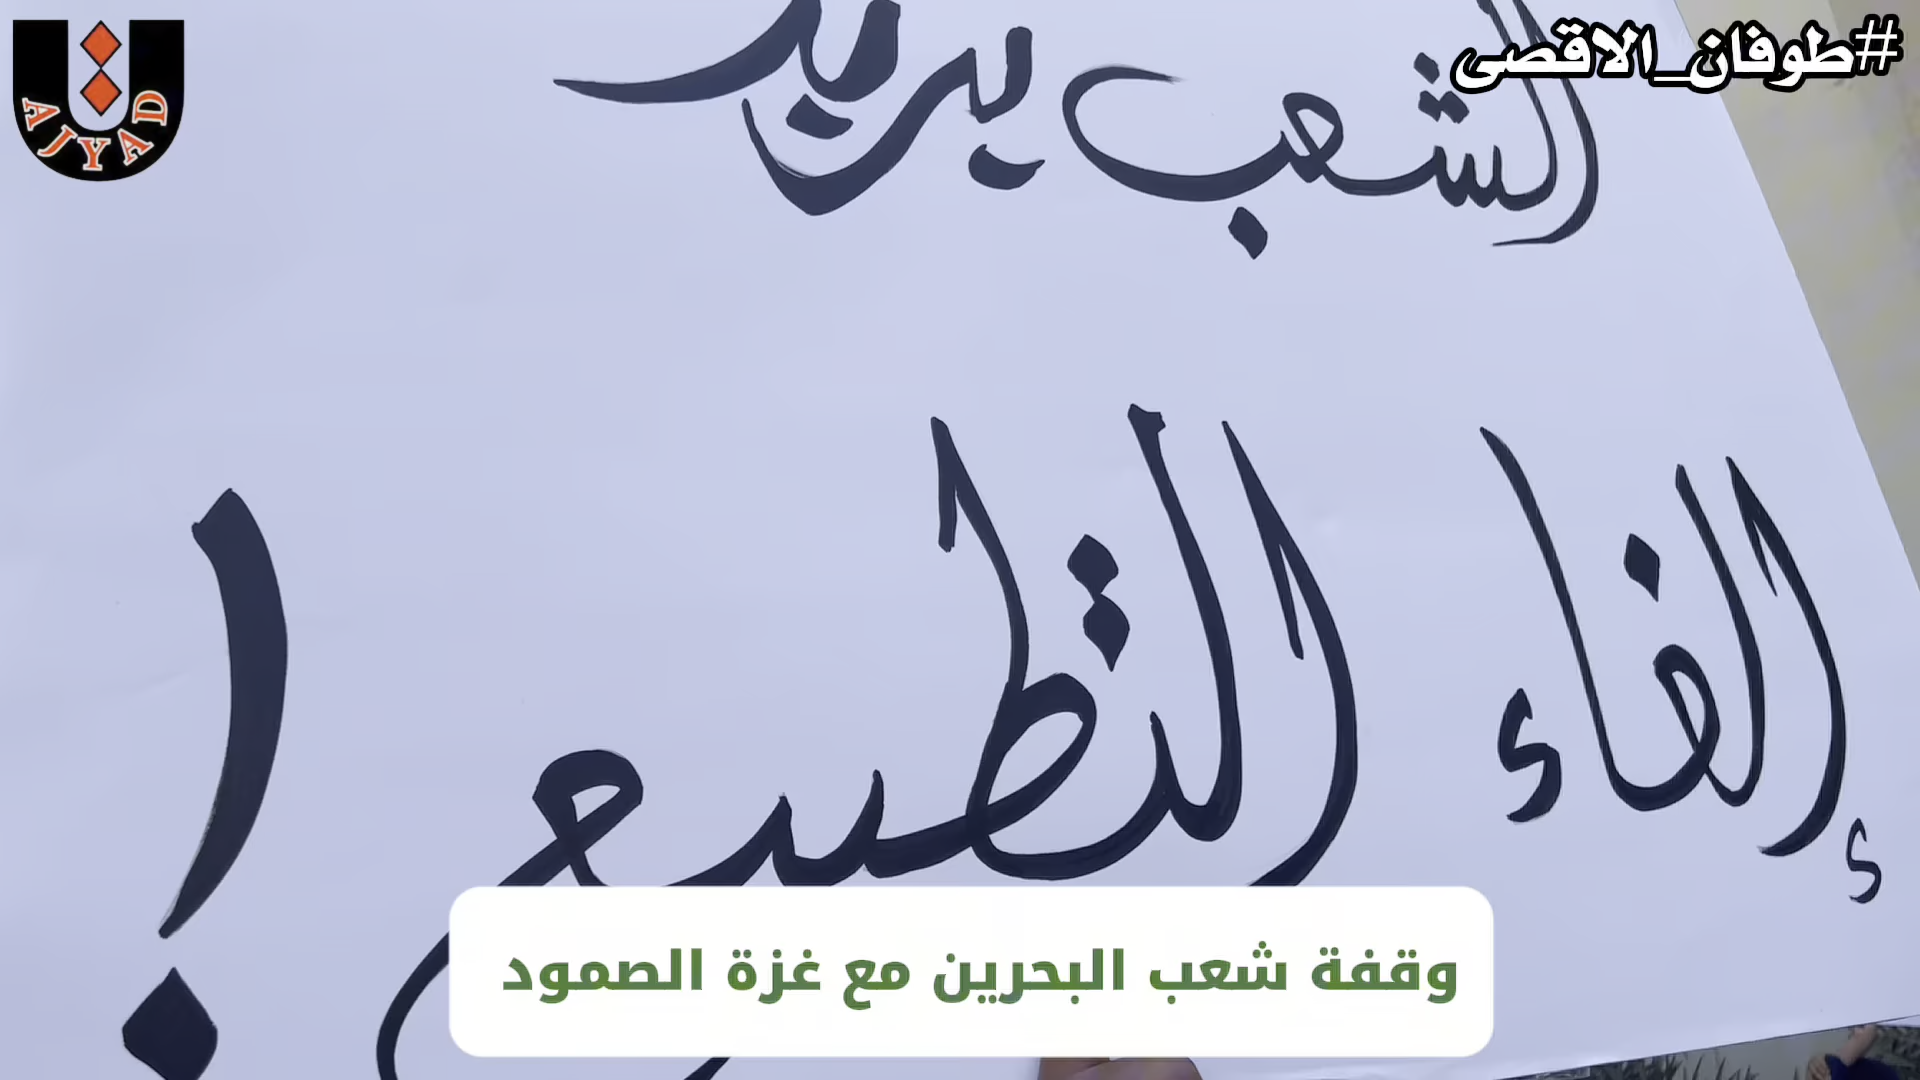 #طوفان_الاقصى
AJYAD
الشعب يريد
إلغاء التطبيع !
وقفة شعب البحرين مع غزة الصمود